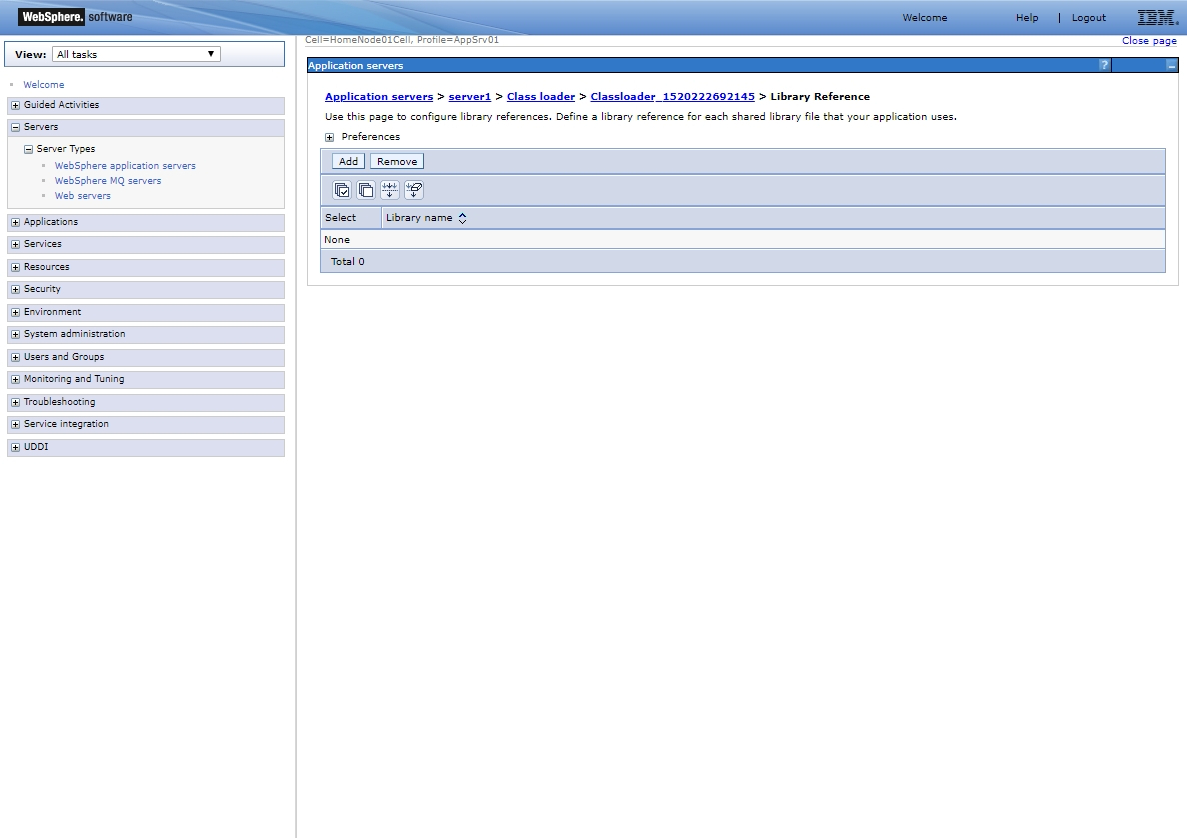 WebSphere. software
Welcome Help | Logout IBM.
Cell=HomeNode01Cell, Profile=AppSrv01
Close page
View: All tasks
Welcome
Guided Activities
Servers
Server Types
WebSphere application servers
WebSphere MQ servers
Web servers
Applications
Services
Resources
Security
Environment
System administration
Users and Groups
Monitoring and Tuning
Troubleshooting
Service integration
UDDI
Application servers ? _
Application servers > server1 > Class loader > Classloader_1520222692145 > Library Reference
Use this page to configure library references. Define a library reference for each shared library file that your application uses.
Preferences
Add Remove
Select Library name
None
Total 0